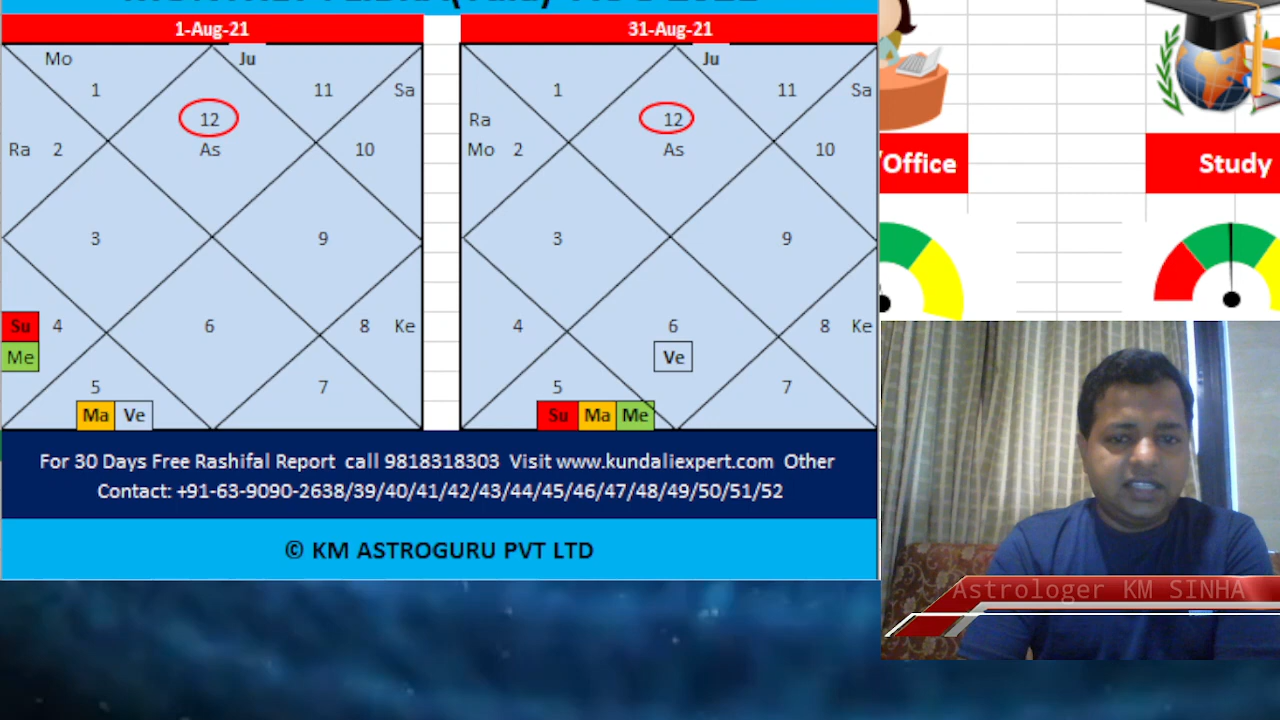 1-Aug-21
31-Aug-21
Mo
Ju
1
11
Sa
12
Ra
2
As
10
3
9
Su
4
6
8
Ke
Me
5
7
Ma
Ve
Ju
1
11
Sa
Ra
12
Mo
2
As
10
3
9
4
6
8
Ke
Ve
5
7
Su
Ma
Me
/Office
Study
For 30 Days Free Rashifal Report call 9818318303 Visit www.kundaliexpert.com Other
Contact: +91-63-9090-2638/39/40/41/42/43/44/45/46/47/48/49/50/51/52
© KM ASTROGURU PVT LTD
Astrologer KM SINHA